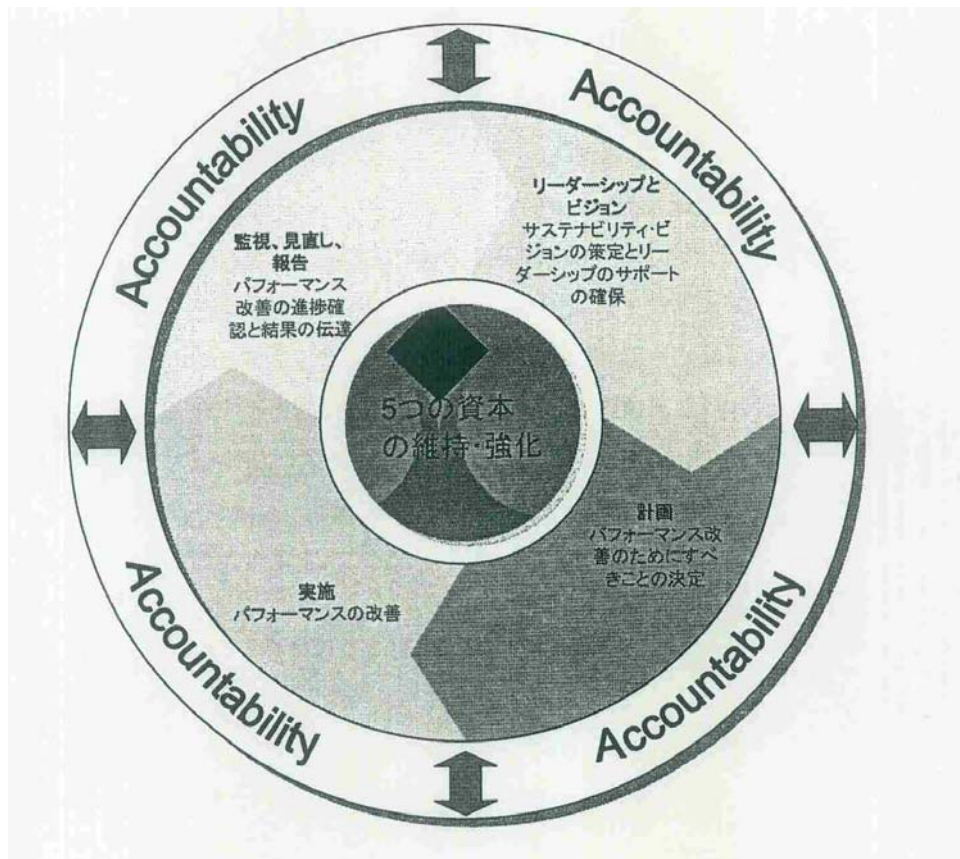 Accountability
Accountability
リーダーシップと
ビジョン
サステナビリティ・ビ
ジョンの策定とリー
ダーシップのサポート
の確保
監視、見直し、
報告
パフォーマンス
改善の進捗確
認と結果の伝達
5つの資本
の維持・強化
計画
パフォーマンス改
善のためにすべ
きことの決定
実施
パフォーマンスの改善
Accountability
Accountability